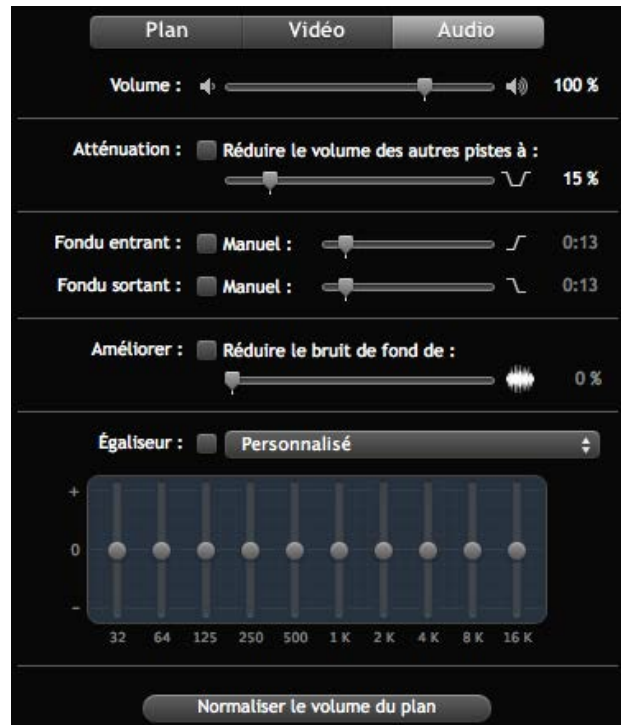 Plan Vidéo Audio
Volume : 100 %
Atténuation : Réduire le volume des autres pistes à :
15 %
Fondu entrant : Manuel : 0:13
Fondu sortant : Manuel : 0:13
Améliorer : Réduire le bruit de fond de :
0 %
Égaliseur : Personnalisé
+
0
−
32 64 125 250 500 1 K 2 K 4 K 8 K 16 K
Normaliser le volume du plan